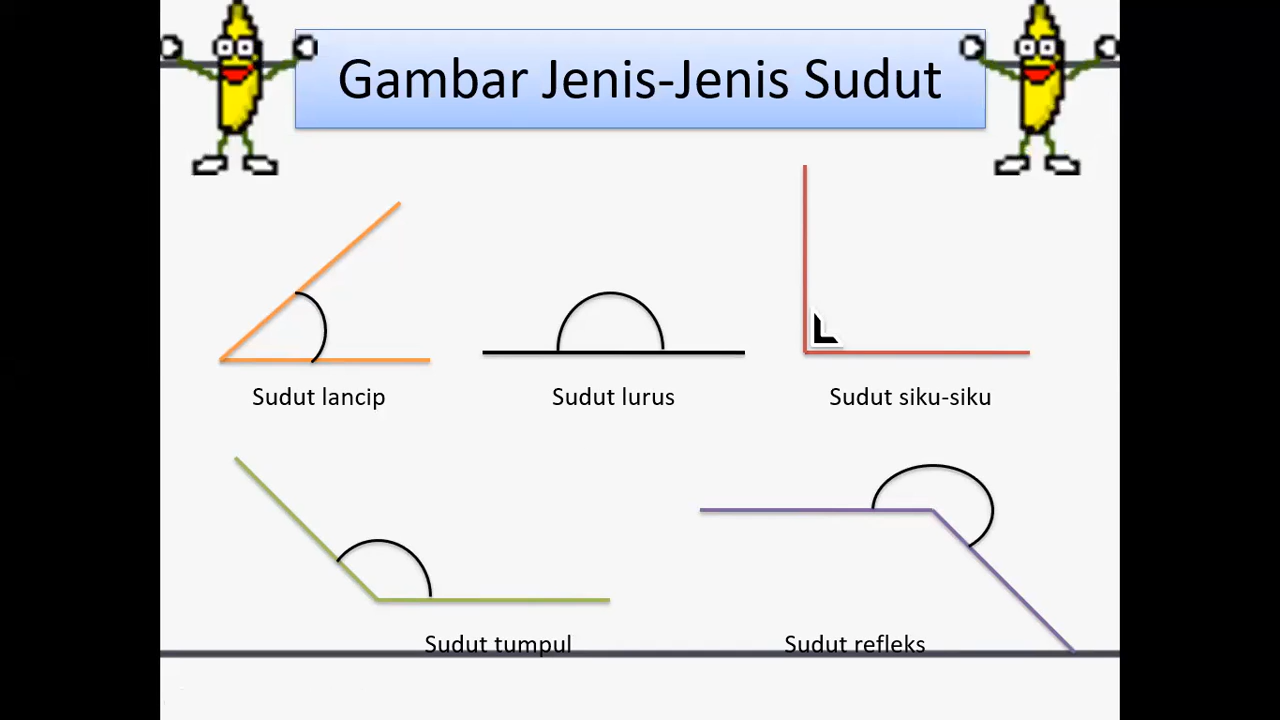 Gambar Jenis-Jenis Sudut
Sudut lancip
Sudut lurus
Sudut siku-siku
Sudut tumpul
Sudut refleks